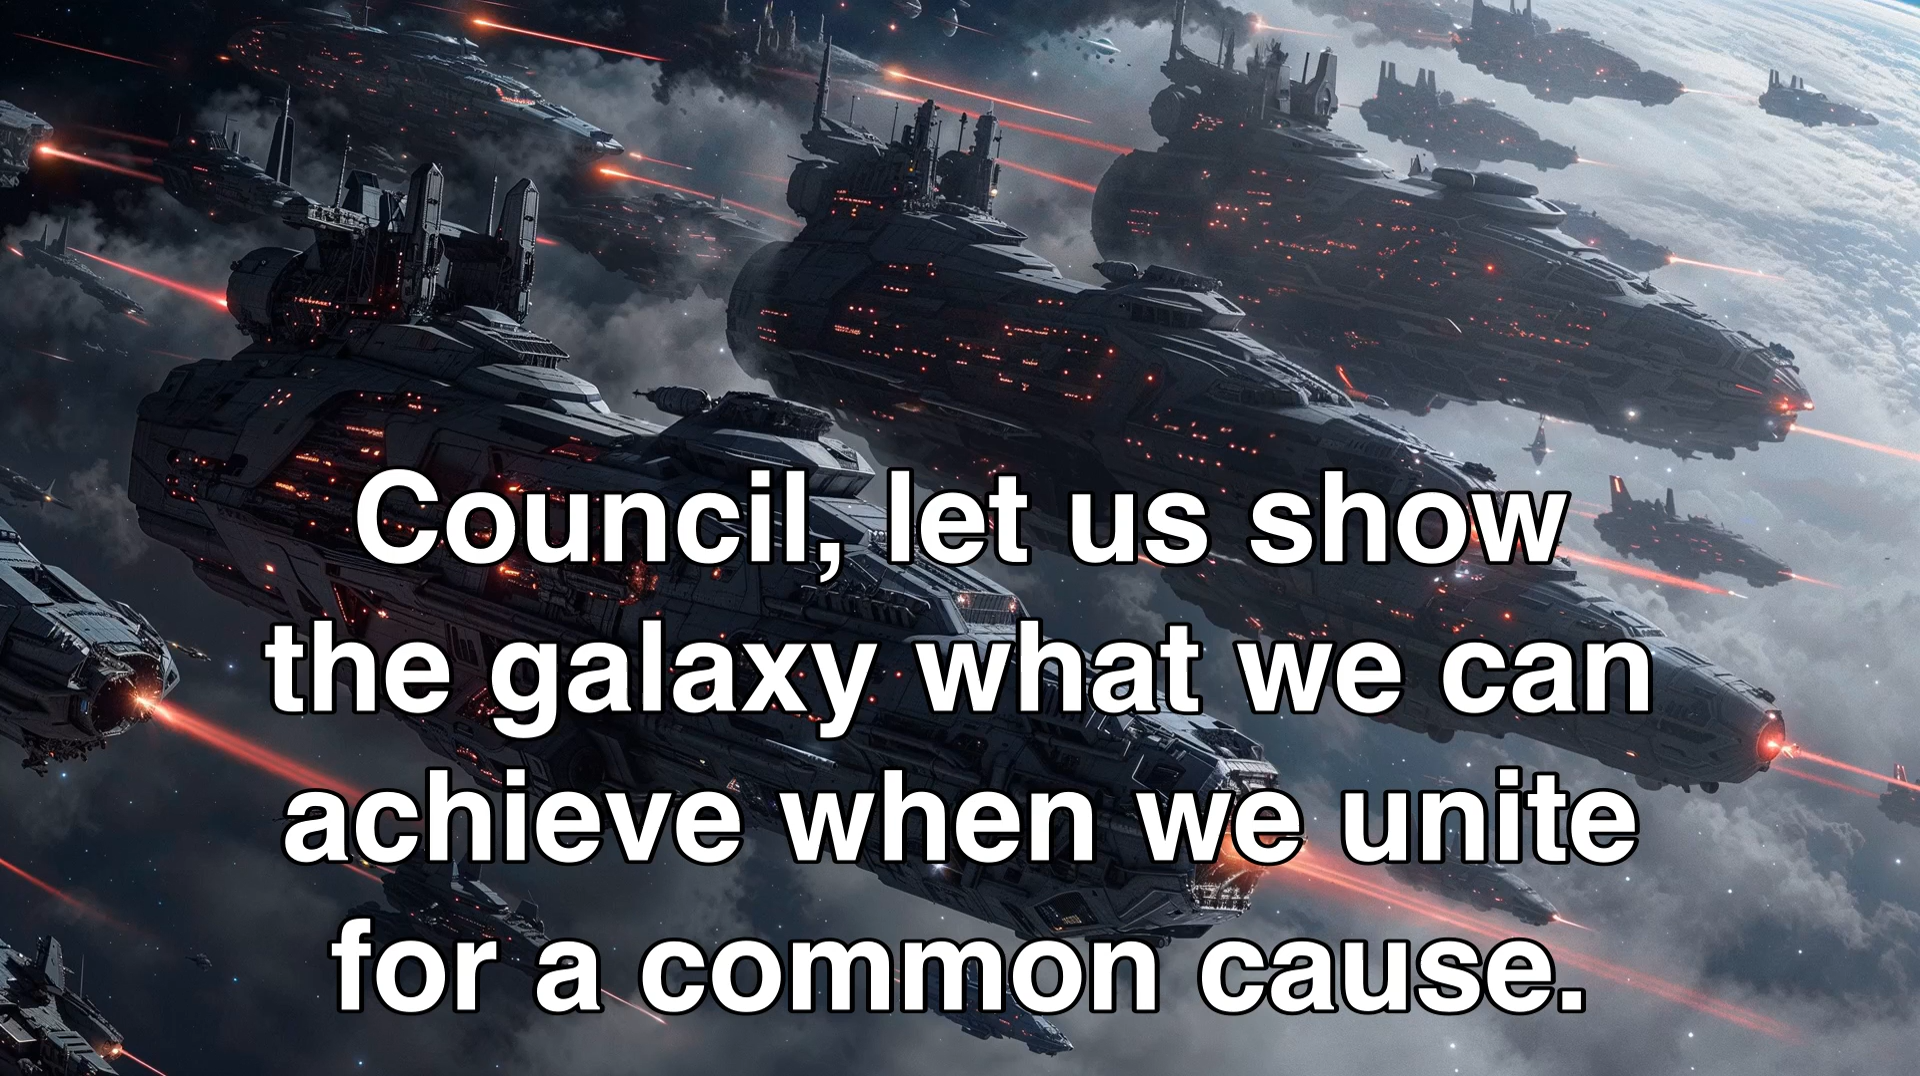 Council, let us show
the galaxy what we can
achieve when we unite
for a common cause.